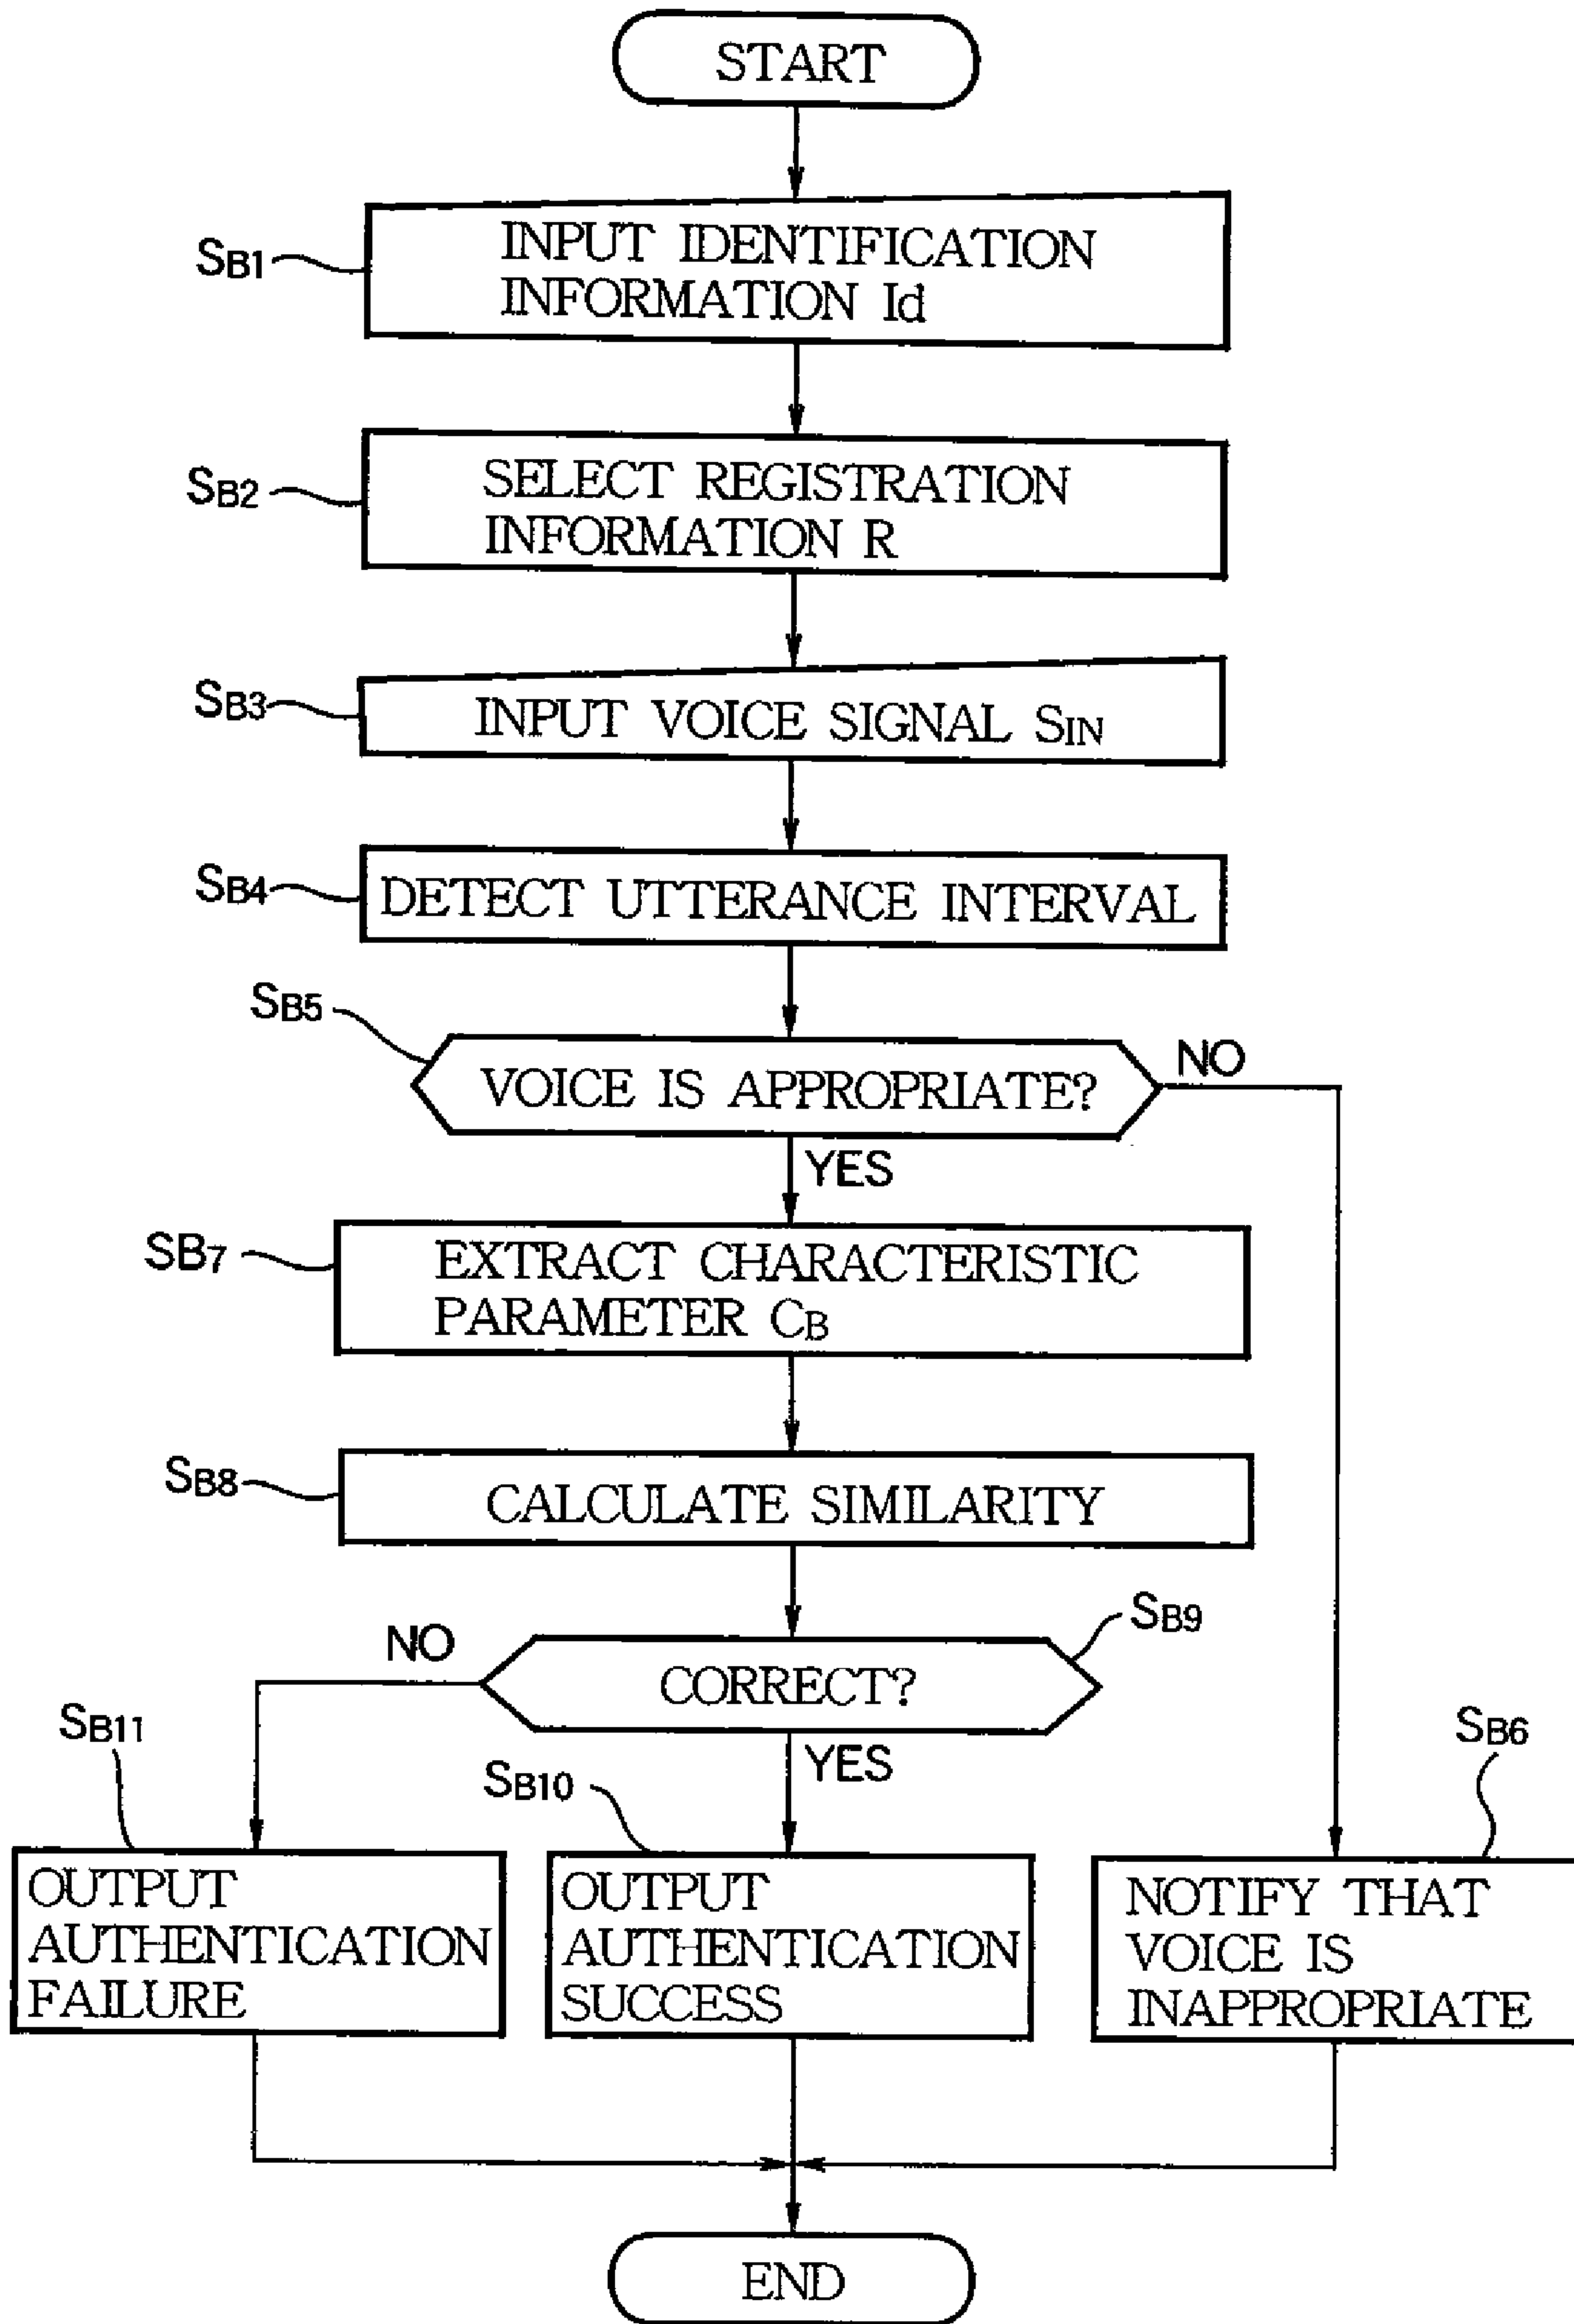 START
SB1
INPUT IDENTIFICATION
INFORMATION Id
SB2
SELECT REGISTRATION
INFORMATION R
SB3
INPUT VOICE SIGNAL SIN
SB4
DETECT UTTERANCE INTERVAL
SB5
VOICE IS APPROPRIATE?
NO
YES
SB7
EXTRACT CHARACTERISTIC
PARAMETER CB
SB8
CALCULATE SIMILARITY
SB9
CORRECT?
NO
YES
SB11
OUTPUT
AUTHENTICATION
FAILURE
SB10
OUTPUT
AUTHENTICATION
SUCCESS
SB6
NOTIFY THAT
VOICE IS
INAPPROPRIATE
END